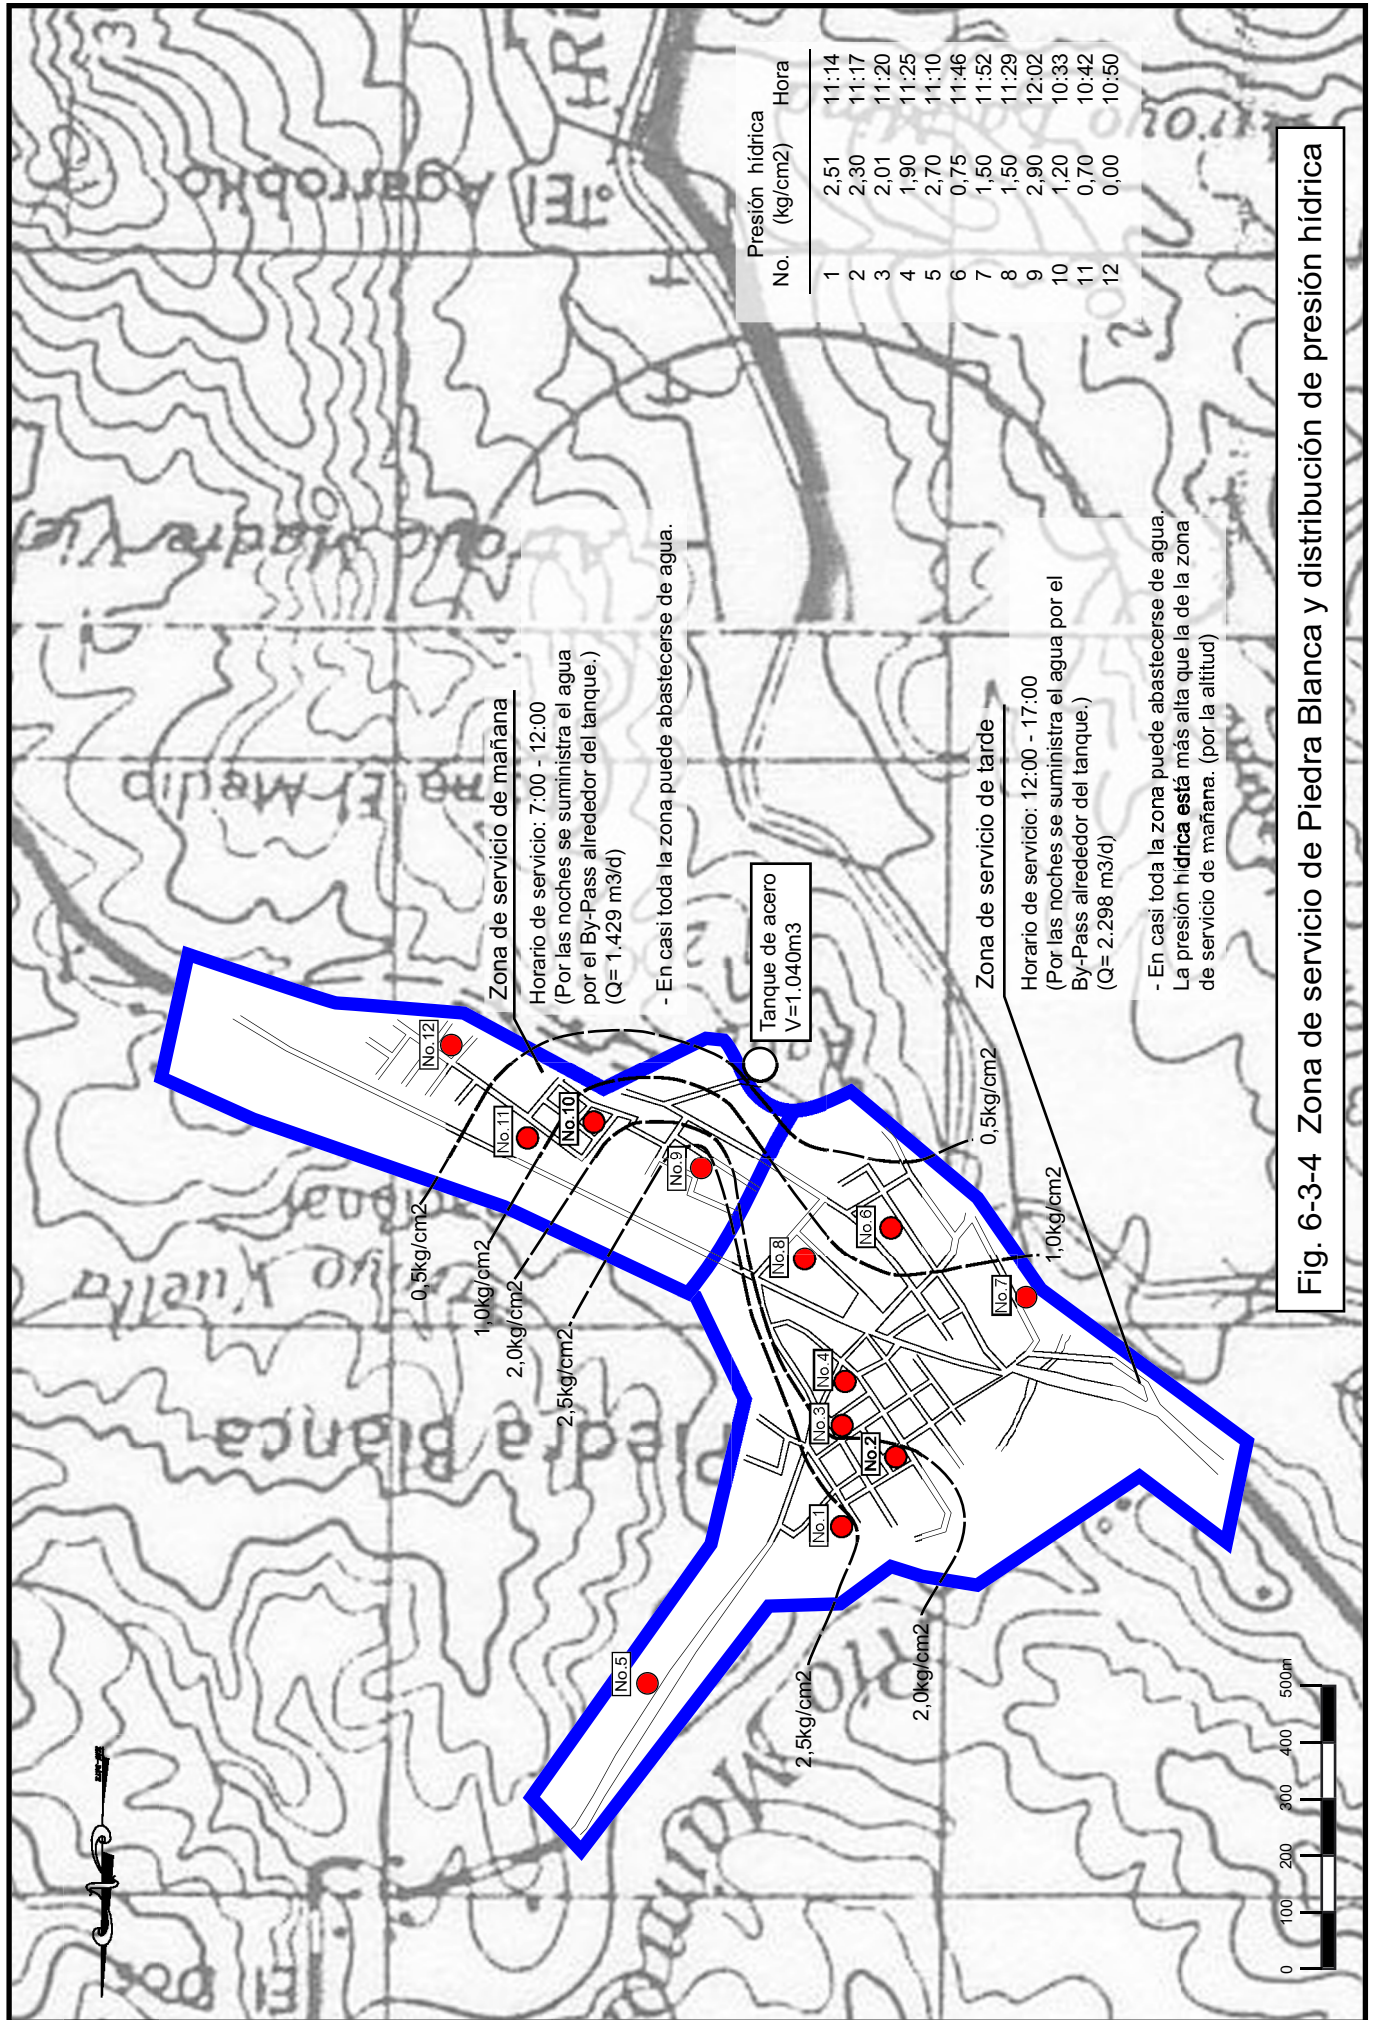 Presión hídrica
No. (kg/cm2) Hora
1 2,51 11:14
2 2,30 11:17
3 2,01 11:20
4 1,90 11:25
5 2,70 11:10
6 0,75 11:46
7 1,50 11:52
8 1,50 11:29
9 2,90 12:02
10 1,20 10:33
11 0,70 10:42
12 0,00 10:50
Zona de servicio de mañana
Horario de servicio: 7:00 - 12:00
(Por las noches se suministra el agua
por el By-Pass alrededor del tanque.)
(Q= 1.429 m3/d)
- En casi toda la zona puede abastecerse de agua.
Tanque de acero
V=1.040m3
Zona de servicio de tarde
Horario de servicio: 12:00 - 17:00
(Por las noches se suministra el agua por el
By-Pass alrededor del tanque.)
(Q= 2.298 m3/d)
- En casi toda la zona puede abastecerse de agua.
La presión hídrica está más alta que la de la zona
de servicio de mañana. (por la altitud)
No.12
No.11
No.10
No.9
No.8
No.6
No.7
No.4
No.3
No.2
No.1
No.5
0,5kg/cm2
1,0kg/cm2
2,0kg/cm2
2,5kg/cm2
0,5kg/cm2
1,0kg/cm2
2,5kg/cm2
2,0kg/cm2
El Algarrobito
Piedra Blanca
0 100 200 300 400 500m
Fig. 6-3-4 Zona de servicio de Piedra Blanca y distribución de presión hídrica